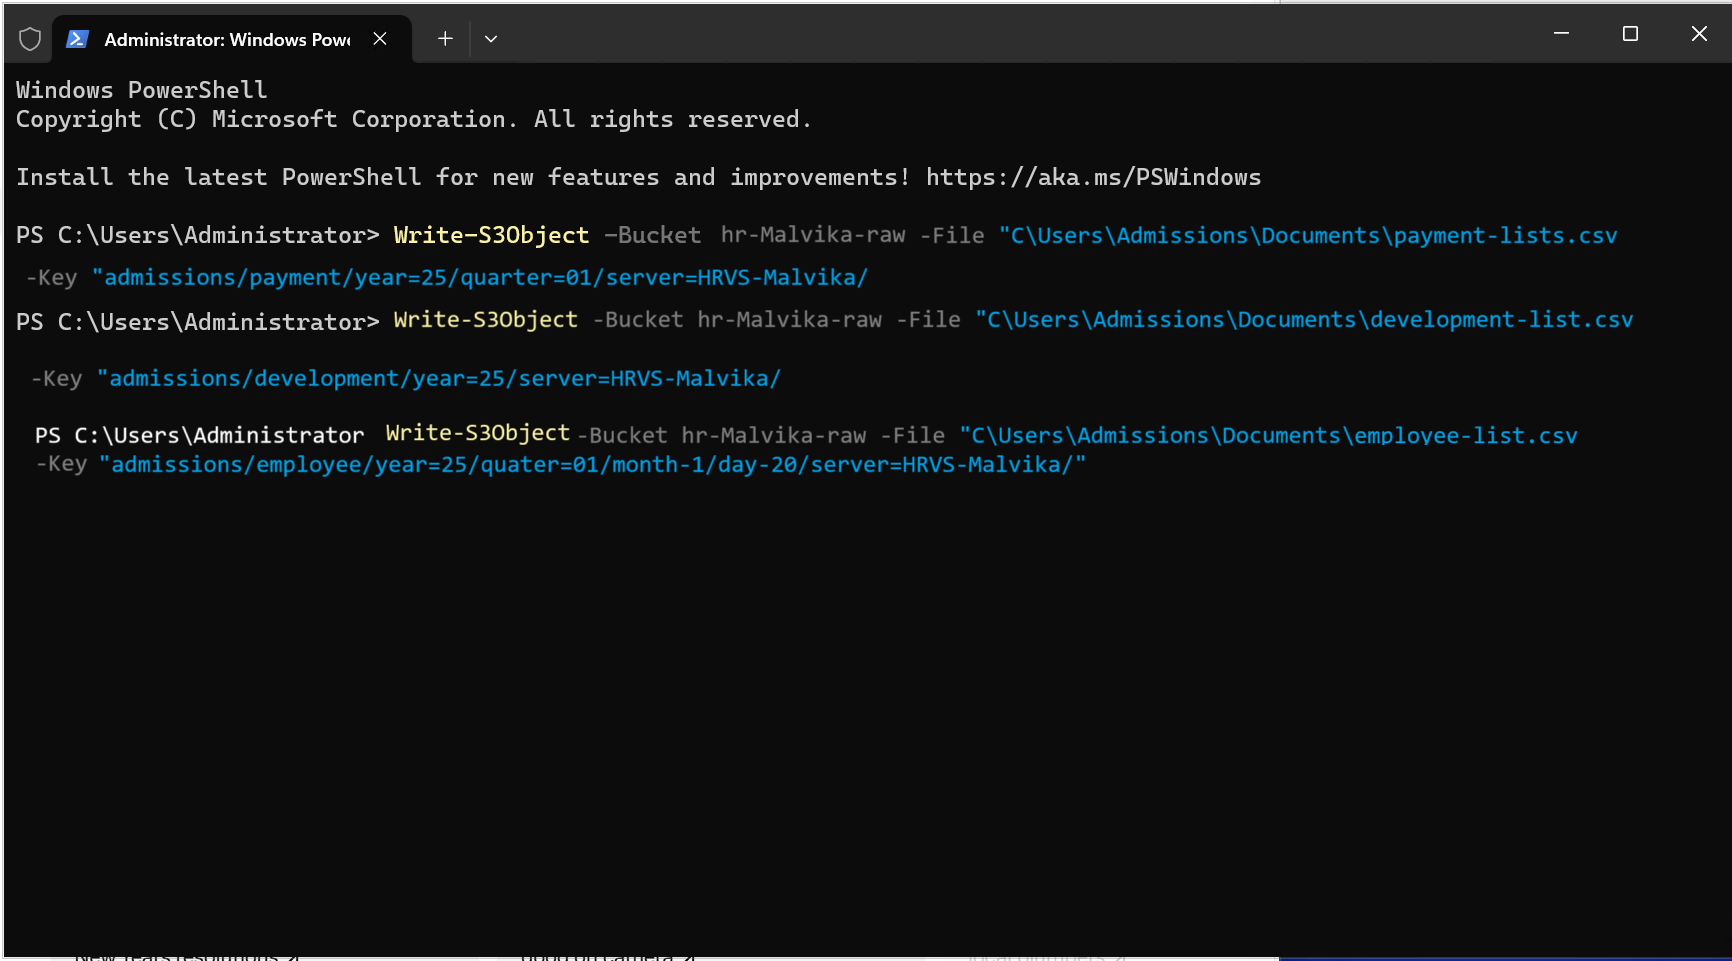 Administrator: Windows Powe
Windows PowerShell
Copyright (C) Microsoft Corporation. All rights reserved.
Install the latest PowerShell for new features and improvements! https://aka.ms/PSWindows
PS C:\Users\Administrator> Write-S3Object -Bucket hr-Malvika-raw -File "C\Users\Admissions\Documents\payment-lists.csv
-Key "admissions/payment/year=25/quarter=01/server=HRVS-Malvika/
PS C:\Users\Administrator> Write-S3Object -Bucket hr-Malvika-raw -File "C\Users\Admissions\Documents\development-list.csv
-Key "admissions/development/year=25/server=HRVS-Malvika/
PS C:\Users\Administrator Write-S3Object -Bucket hr-Malvika-raw -File "C\Users\Admissions\Documents\employee-list.csv
-Key "admissions/employee/year=25/quater=01/month-1/day-20/server=HRVS-Malvika/"